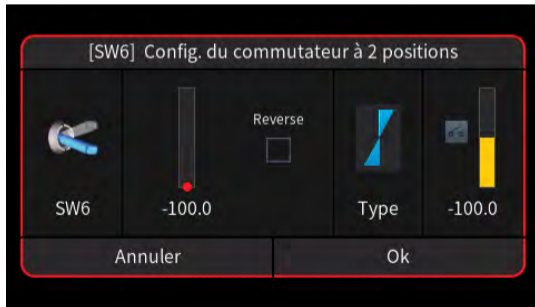 [SW6] Config. du commutateur à 2 positions
Reverse
SW6
-100.0
Type
-100.0
Annuler
Ok